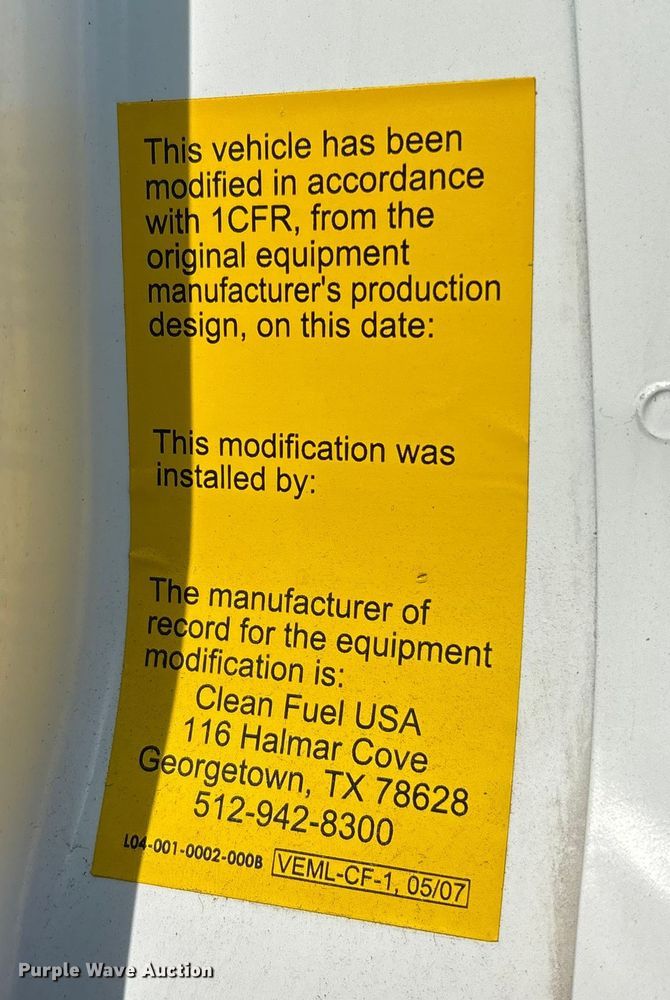 This vehicle has been
modified in accordance
with 1CFR, from the
original equipment
manufacturer's production
design, on this date:
This modification was
installed by:
The manufacturer of
record for the equipment
modification is:
Clean Fuel USA
116 Halmar Cove
Georgetown, TX 78628
512-942-8300
L04-001-0002-000B VEML-CF-1, 05/07
Purple Wave Auction